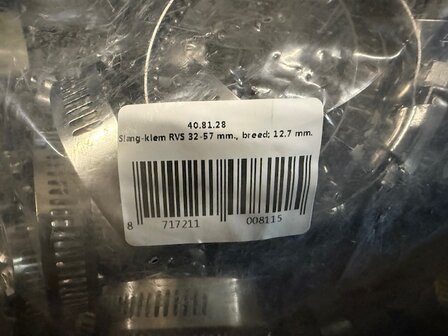 40.81.28
Slang-klem RVS 32-57 mm., breed; 12.7 mm.
8 717211 008115